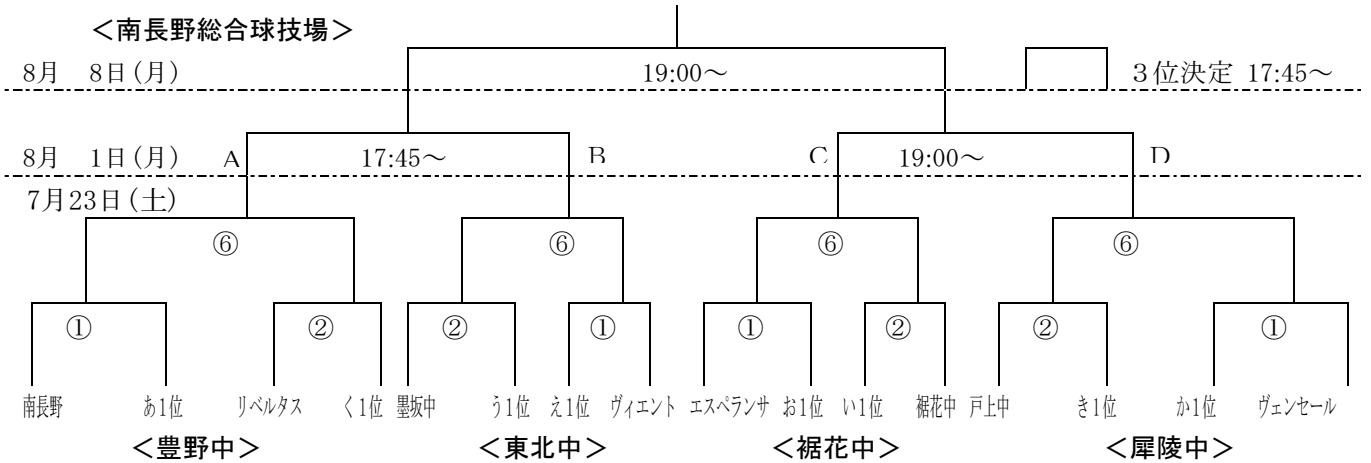 ＜南長野総合球技場＞
8月　8日(月)　19:00～　３位決定 17:45～
8月　1日(月)　A　17:45～　B　C　19:00～　D
7月23日(土)
⑥　⑥　⑥　⑥
①　②　②　①　①　②　②　①
南長野　あ1位　リベルタス　く1位　墨坂中　う1位　え1位　ヴィエント　エスペランサ　お1位　い1位　裾花中　戸上中　き1位　か1位　ヴェンセール
＜豊野中＞　＜東北中＞　＜裾花中＞　＜犀陵中＞